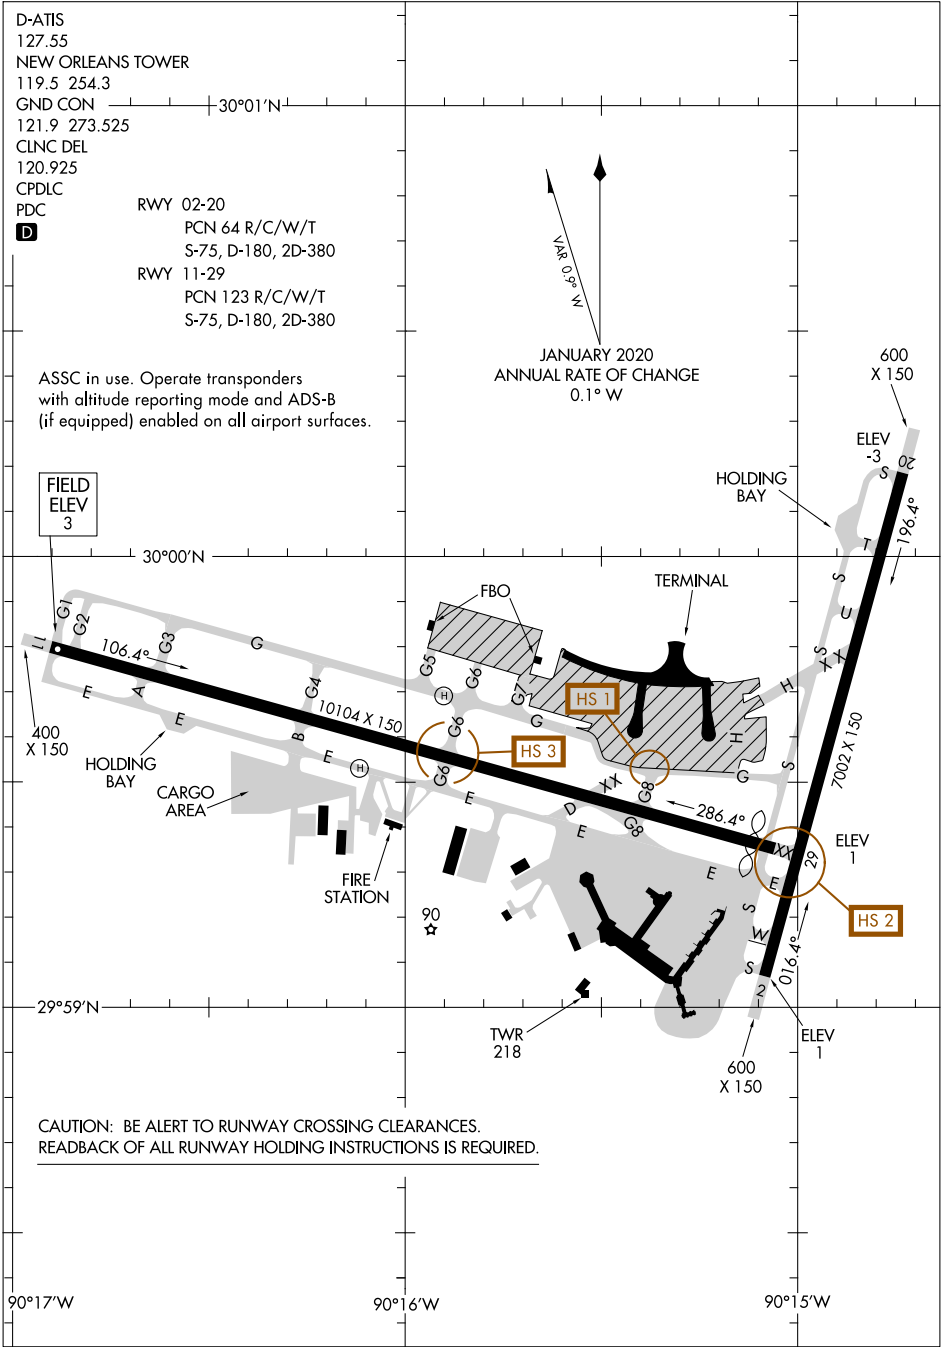 D-ATIS
127.55
NEW ORLEANS TOWER
119.5 254.3
GND CON
121.9 273.525
CLNC DEL
120.925
CPDLC
PDC
D
30°01'N
RWY 02-20
PCN 64 R/C/W/T
S-75, D-180, 2D-380
RWY 11-29
PCN 123 R/C/W/T
S-75, D-180, 2D-380
VAR 0.9° W
JANUARY 2020
ANNUAL RATE OF CHANGE
0.1° W
ASSC in use. Operate transponders
with altitude reporting mode and ADS-B
(if equipped) enabled on all airport surfaces.
600
X 150
ELEV
-3
20
S
HOLDING
BAY
196.4°
FIELD
ELEV
3
30°00'N
T
S
U
S
XX
H
FBO
TERMINAL
G1
G2
G3
G
11
106.4°
E
A
E
G4
G5
G6
G7
H
G6
G
HS 1
H
10104 X 150
400
X 150
HOLDING
BAY
B
E
H
HS 3
G6
E
XX
G8
G
S
7002 X 150
CARGO
AREA
D
E
G8
286.4°
E
XX
29
E
ELEV
1
FIRE
STATION
HS 2
90
S
W
S
016.4°
2
29°59'N
TWR
218
ELEV
1
600
X 150
CAUTION: BE ALERT TO RUNWAY CROSSING CLEARANCES.
READBACK OF ALL RUNWAY HOLDING INSTRUCTIONS IS REQUIRED.
90°17'W
90°16'W
90°15'W